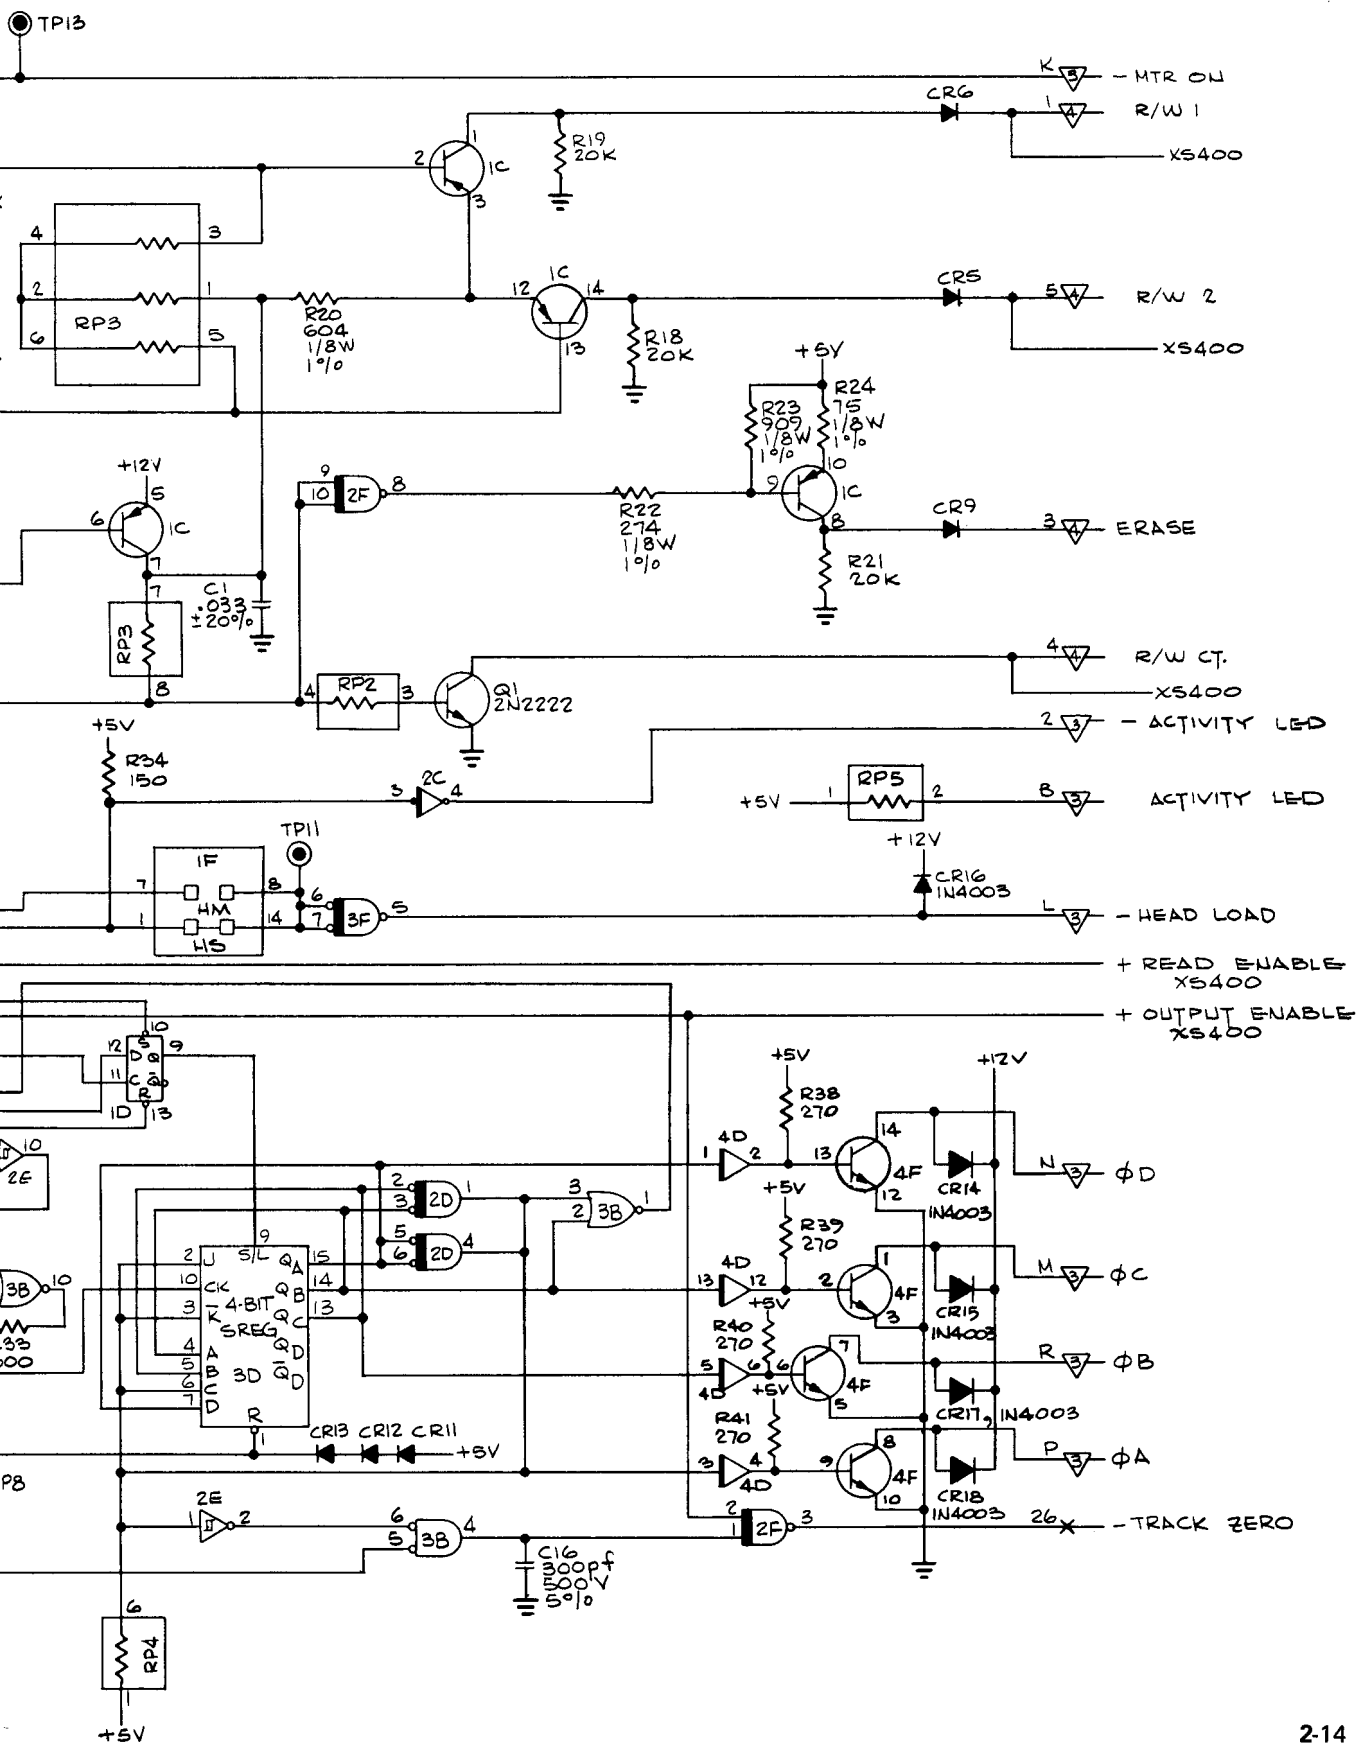 TP13
K 3 - MTR ON
CR6 1 4 R/W 1
XS400
R19
20K
1
2 1C
3
4 3
2 1
RP3
6 5
R20
604
1/8W
1%
1C
12 14
13
R18
20K
CR5 5 4 R/W 2
XS400
+5V
R23
909
1/8W
1%
R24
75
1/8W
1%
10
9 1C
8
+12V
5
6 1C
7
9
10 2F 8
R22
274
1/8W
1%
CR9 3 4 ERASE
R21
20K
7
C1
.033
±20%
RP3
8
4 RP2 3
Q1
2N2222
4 4 R/W CT.
XS400
2 3 - ACTIVITY LED
+5V
R34
150
3 2C 4
+5V 1 RP5 2 B 3 ACTIVITY LED
+12V
CR16
1N4003
TP11
1F
7 8
HM
1 14
HS
6
7 3F 5
L 3 - HEAD LOAD
+ READ ENABLE
XS400
+ OUTPUT ENABLE
XS400
10
12 D S Q 9
11 C Q̅
R
1D 13
10
2E
+5V
R38
270
+12V
1 4D 2
13 14
4F
12
CR14
1N4003
N 3 ϕD
2
3 2D 1
5
6 2D 4
3
2 3B 1
+5V
R39
270
13 4D 12
2 1
4F
3
CR15
1N4003
M 3 ϕC
9
S/L
2 J QA 15
10 CK QB 14
4-BIT
3 K̅ QC 13
SREG
QD
4 A
5 B 3D Q̅D
6 C
7 D
R
1
3B 10
33
+5V
R40
270
5 4D 6
6 7
4F
5
CR17, 1N4003
R 3 ϕB
+5V
R41
270
3 4D 4
9 8
4F
10
CR18
1N4003
P 3 ϕA
CR13 CR12 CR11
+5V
P8
1 2E 2
6
5 3B 4
C16
300pf
500V
5%
2
1 2F 3
26 - TRACK ZERO
6
RP4
1
+5V
2-14